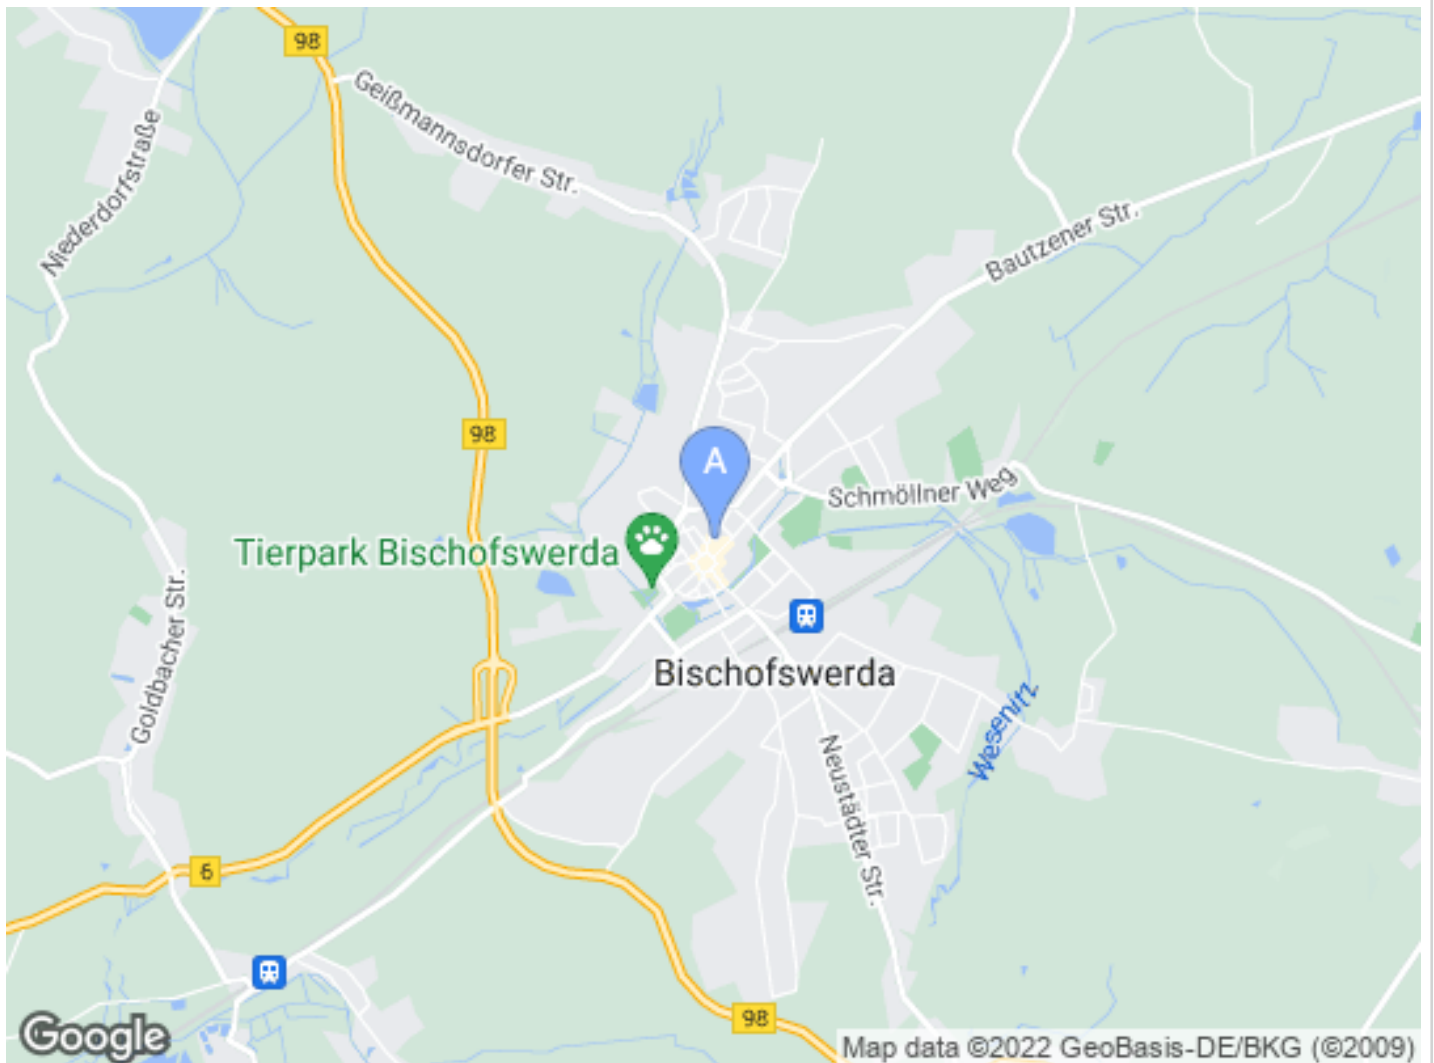 98
Geißmannsdorfer Str.
Niederdorfstraße
Bautzener Str.
98
A
Schmöllner Weg
Tierpark Bischofswerda
Goldbacher Str.
Bischofswerda
Wesenitz
Neustädter Str.
6
98
Google
Map data ©2022 GeoBasis-DE/BKG (©2009)